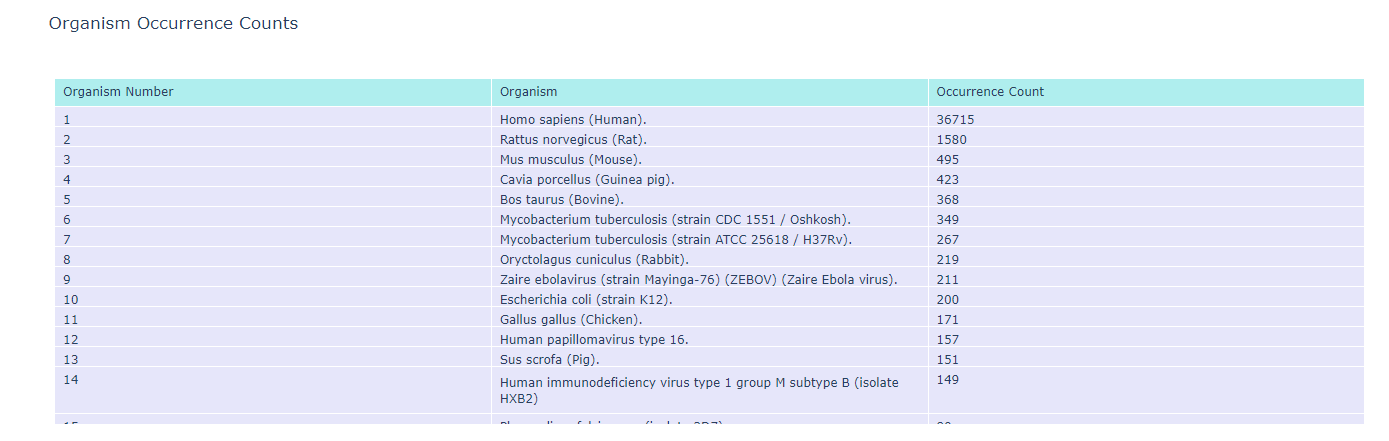 Organism Occurrence Counts
Organism Number Organism Occurrence Count
1 Homo sapiens (Human). 36715
2 Rattus norvegicus (Rat). 1580
3 Mus musculus (Mouse). 495
4 Cavia porcellus (Guinea pig). 423
5 Bos taurus (Bovine). 368
6 Mycobacterium tuberculosis (strain CDC 1551 / Oshkosh). 349
7 Mycobacterium tuberculosis (strain ATCC 25618 / H37Rv). 267
8 Oryctolagus cuniculus (Rabbit). 219
9 Zaire ebolavirus (strain Mayinga-76) (ZEBOV) (Zaire Ebola virus). 211
10 Escherichia coli (strain K12). 200
11 Gallus gallus (Chicken). 171
12 Human papillomavirus type 16. 157
13 Sus scrofa (Pig). 151
14 Human immunodeficiency virus type 1 group M subtype B (isolate 149
HXB2)